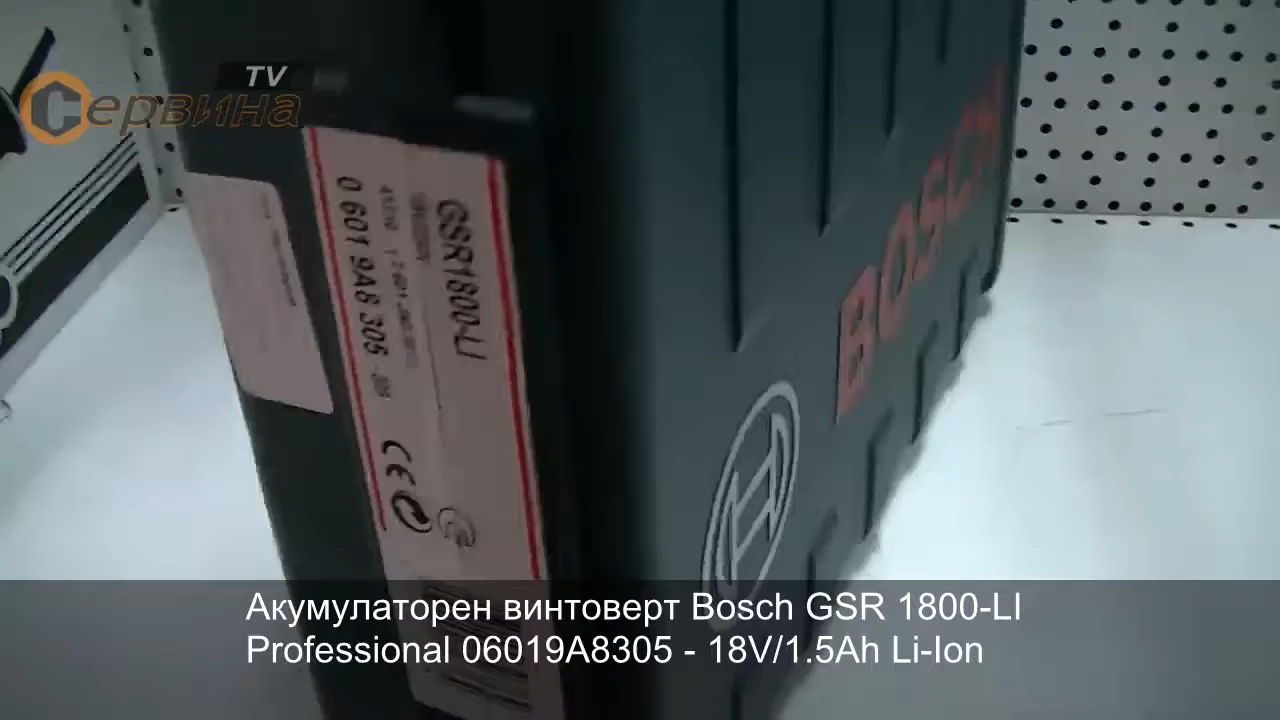 TV
Сервина
GSR1800-LI
0 601 9A8 305
CE
BOSCH
Акумулаторен винтоверт Bosch GSR 1800-LI
Professional 06019A8305 - 18V/1.5Ah Li-Ion